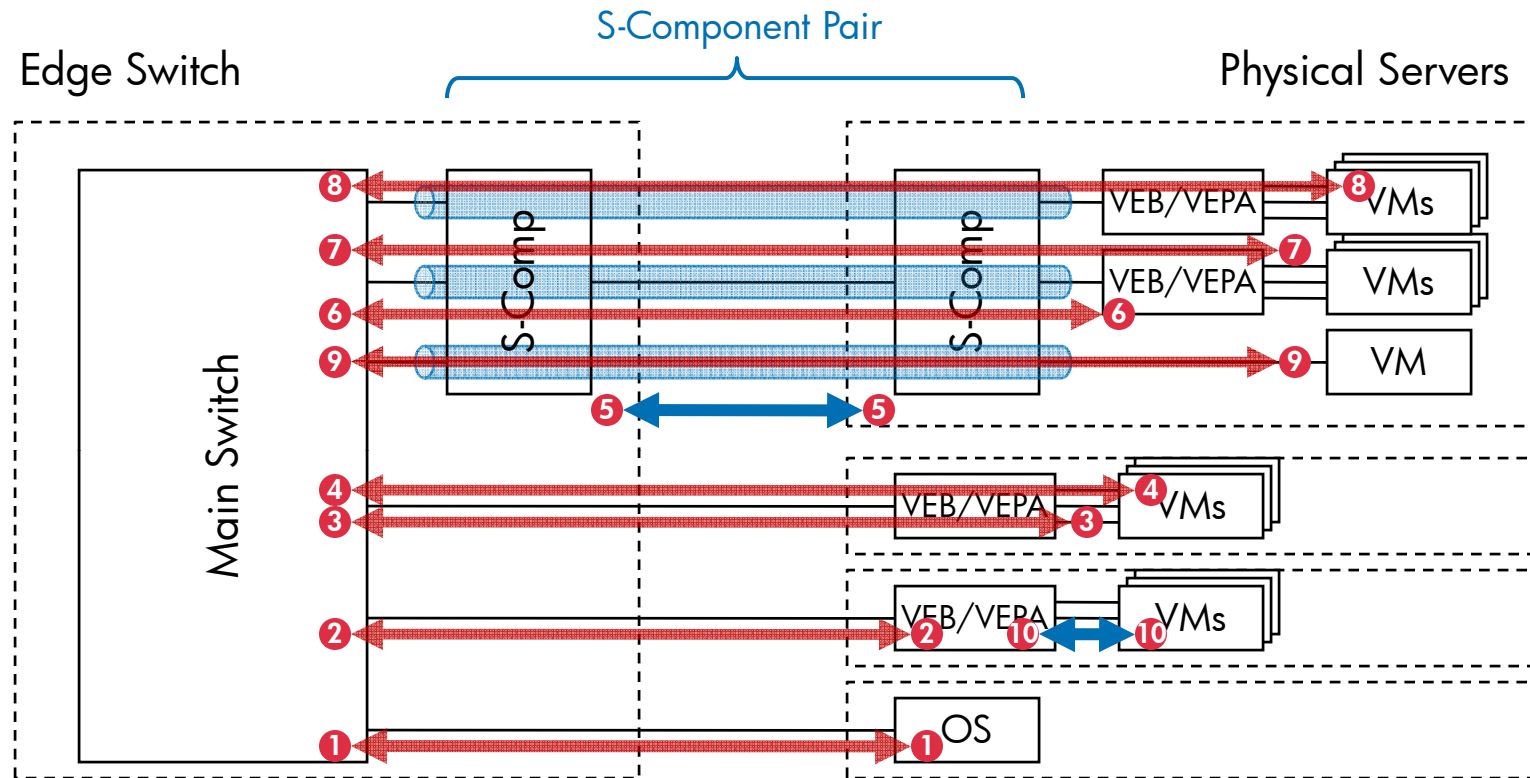 S-Component Pair
Edge Switch
Physical Servers
8
8
VEB/VEPA
VMs
7
7
VEB/VEPA
VMs
6
6
S-Comp
S-Comp
9
9
VM
5
5
Main Switch
4
4
VEB/VEPA
VMs
3
3
VEB/VEPA
VMs
2
2
10
10
OS
1
1